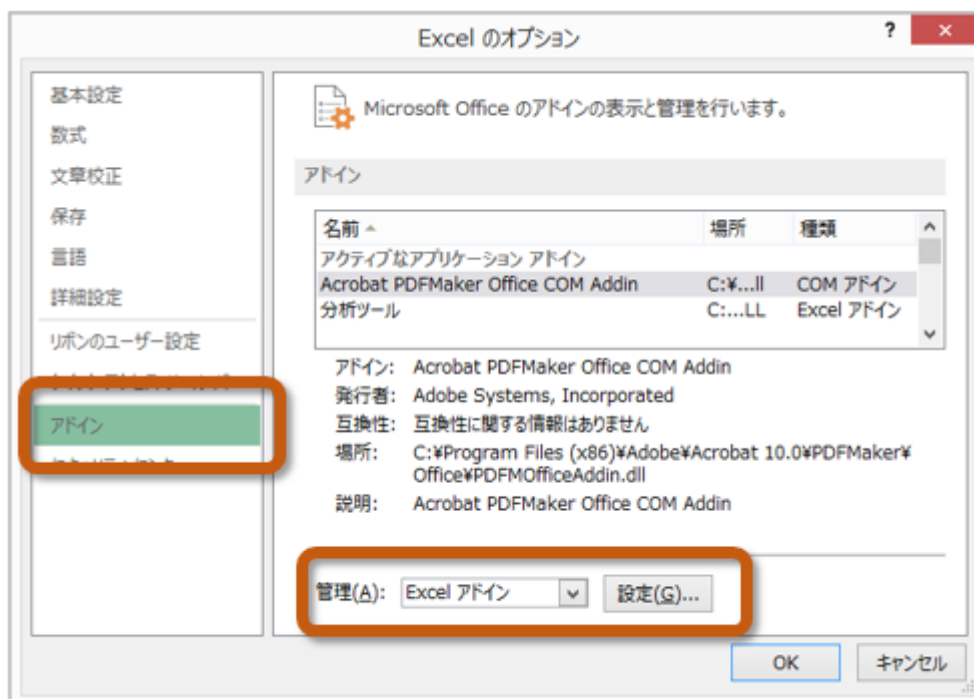 Excel のオプション
?
基本設定
数式
文章校正
保存
言語
詳細設定
リボンのユーザー設定
アドイン
Microsoft Office のアドインの表示と管理を行います。
アドイン
名前 場所 種類
アクティブなアプリケーション アドイン
Acrobat PDFMaker Office COM Addin C:¥...ll COM アドイン
分析ツール C:...LL Excel アドイン
アドイン: Acrobat PDFMaker Office COM Addin
発行者: Adobe Systems, Incorporated
互換性: 互換性に関する情報はありません
場所: C:¥Program Files (x86)¥Adobe¥Acrobat 10.0¥PDFMaker¥
Office¥PDFMOfficeAddin.dll
説明: Acrobat PDFMaker Office COM Addin
管理(A): Excel アドイン 設定(G)...
OK キャンセル